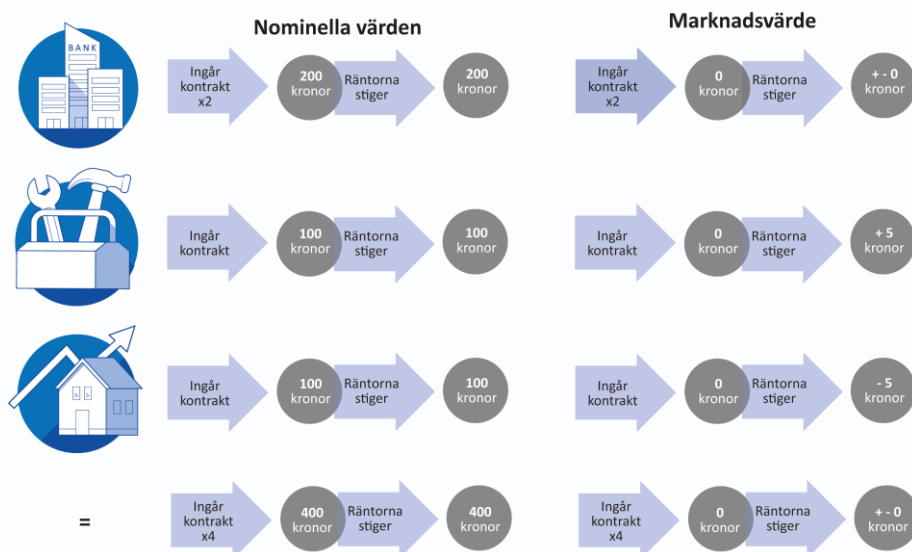 Nominella värden
Marknadsvärde
BANK
Ingår
kontrakt
x2
200
kronor
Räntorna
stiger
200
kronor
Ingår
kontrakt
x2
0
kronor
Räntorna
stiger
+ - 0
kronor
Ingår
kontrakt
100
kronor
Räntorna
stiger
100
kronor
Ingår
kontrakt
0
kronor
Räntorna
stiger
+ 5
kronor
Ingår
kontrakt
100
kronor
Räntorna
stiger
100
kronor
Ingår
kontrakt
0
kronor
Räntorna
stiger
- 5
kronor
=
Ingår
kontrakt
x4
400
kronor
Räntorna
stiger
400
kronor
Ingår
kontrakt
x4
0
kronor
Räntorna
stiger
+ - 0
kronor